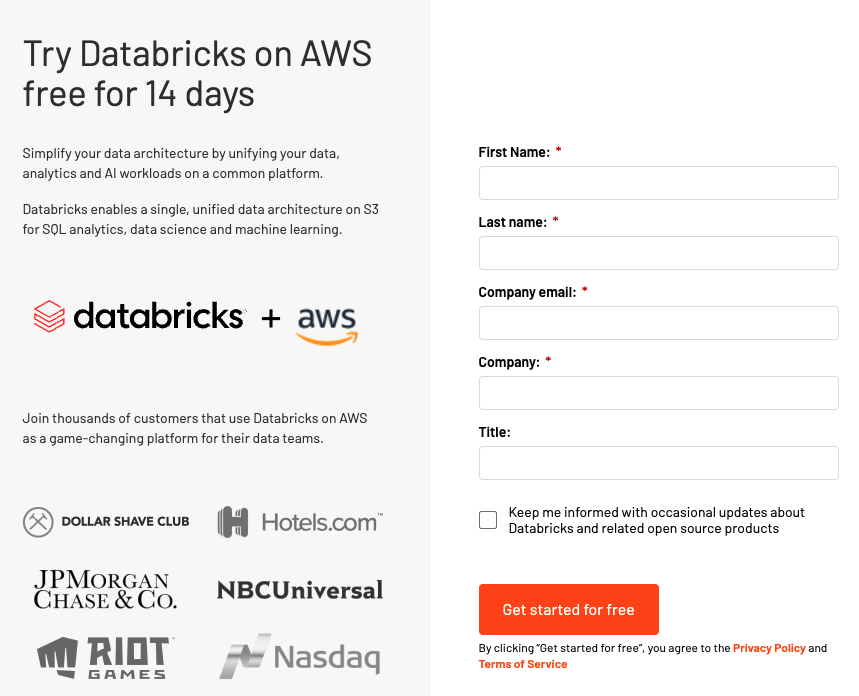 Try Databricks on AWS
free for 14 days
Simplify your data architecture by unifying your data,
analytics and AI workloads on a common platform.
Databricks enables a single, unified data architecture on S3
for SQL analytics, data science and machine learning.
databricks + aws
Join thousands of customers that use Databricks on AWS
as a game-changing platform for their data teams.
DOLLAR SHAVE CLUB
Hotels.com™
JPMORGAN
CHASE & CO.
NBCUniversal
RIOT
GAMES™
Nasdaq
First Name: *
Last name: *
Company email: *
Company: *
Title:
Keep me informed with occasional updates about
Databricks and related open source products
Get started for free
By clicking “Get started for free”, you agree to the Privacy Policy and
Terms of Service